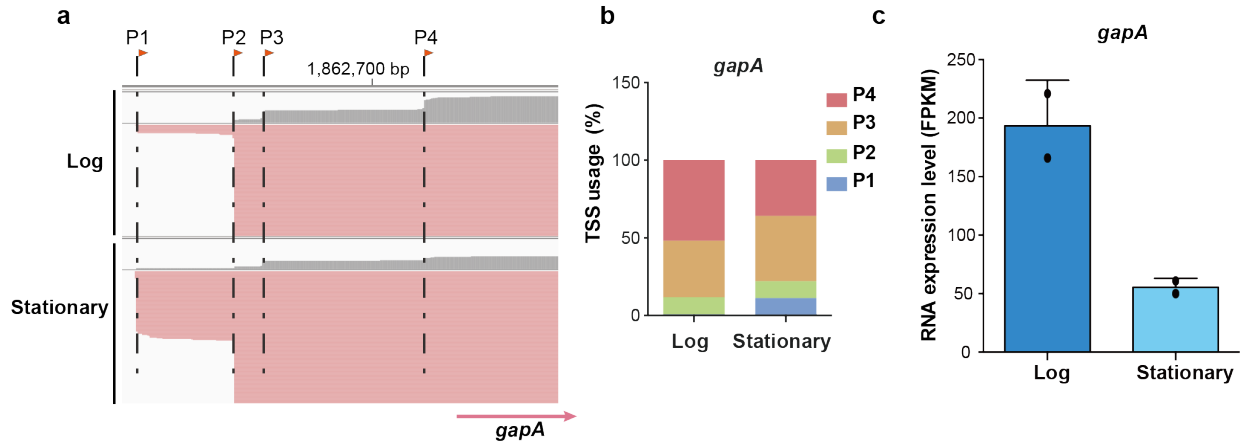 a
P1 P2 P3 P4
1,862,700 bp
Log
Stationary
gapA
b
gapA
TSS usage (%)
150
100
50
0
Log Stationary
P4
P3
P2
P1
c
gapA
RNA expression level (FPKM)
250
200
150
100
50
0
Log Stationary